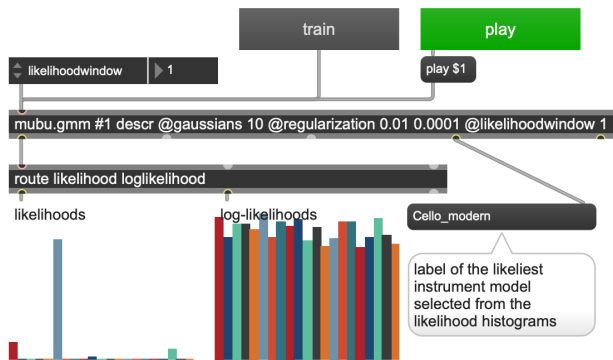 train
play
likelihoodwindow
1
play $1
mubu.gmm #1 descr @gaussians 10 @regularization 0.01 0.0001 @likelihoodwindow 1
route likelihood loglikelihood
likelihoods
log-likelihoods
Cello_modern
label of the likeliest
instrument model
selected from the
likelihood histograms